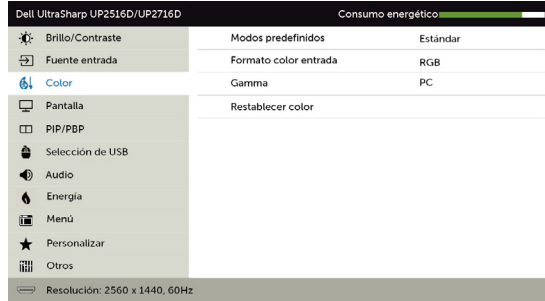 Dell UltraSharp UP2516D/UP2716D Consumo energético
Brillo/Contraste
Fuente entrada
Color
Pantalla
PIP/PBP
Selección de USB
Audio
Energía
Menú
Personalizar
Otros
Modos predefinidos Estándar
Formato color entrada RGB
Gamma PC
Restablecer color
Resolución: 2560 x 1440, 60Hz